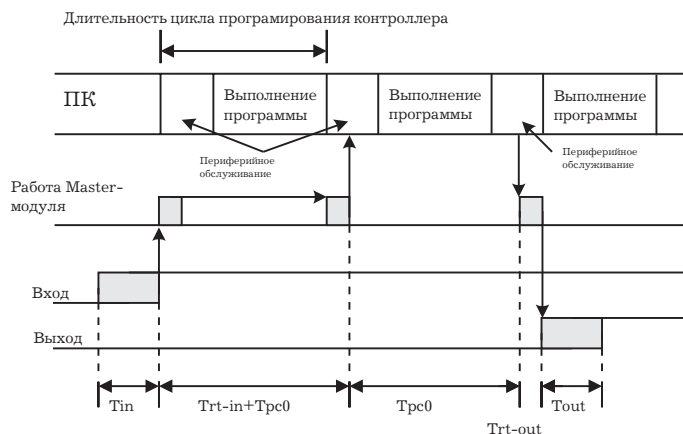 Длительность цикла програмирования контроллера
ПК
Выполнение
программы
Выполнение
программы
Выполнение
программы
Периферийное
обслуживание
Периферийное
обслуживание
Работа Master-
модуля
Вход
Выход
Tin
Trt-in+Tpc0
Tpc0
Tout
Trt-out